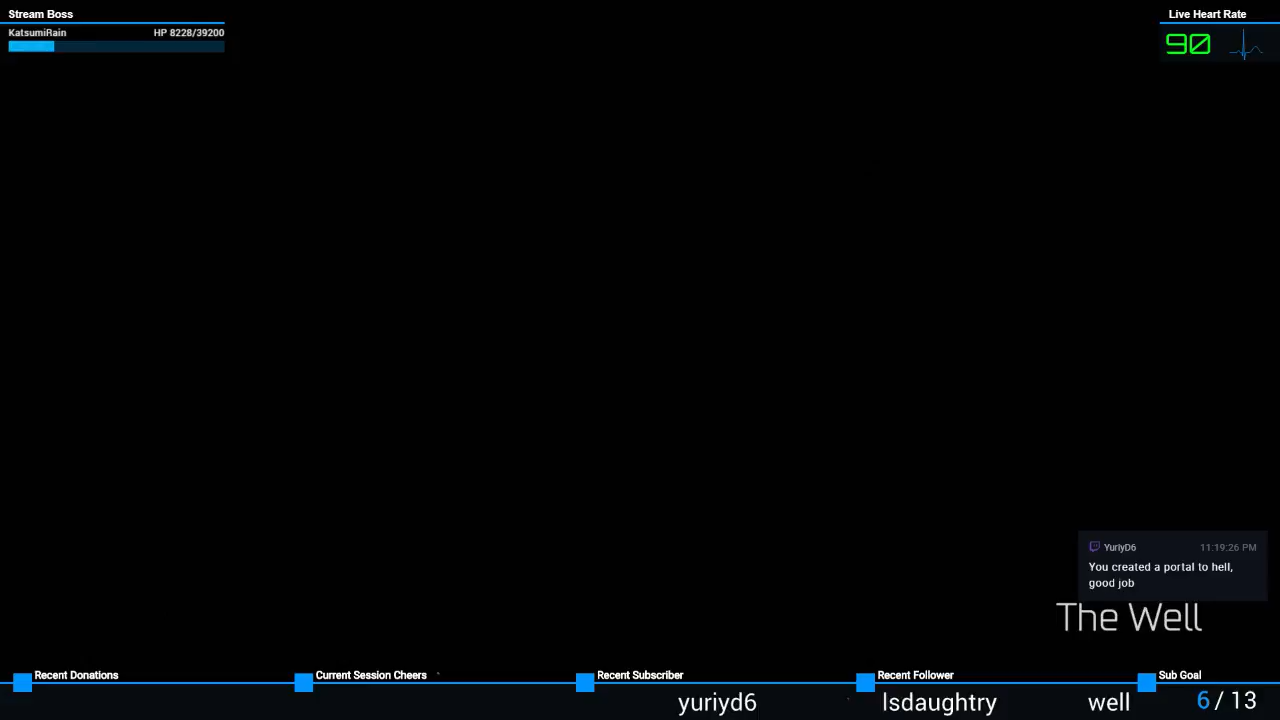 Stream Boss
KatsumiRain HP 8228/39200
Live Heart Rate
90
YuriyD6 11:19:26 PM
You created a portal to hell,
good job
The Well
Recent Donations
Current Session Cheers
Recent Subscriber
yuriyd6
Recent Follower
lsdaughtry well
Sub Goal
6 / 13